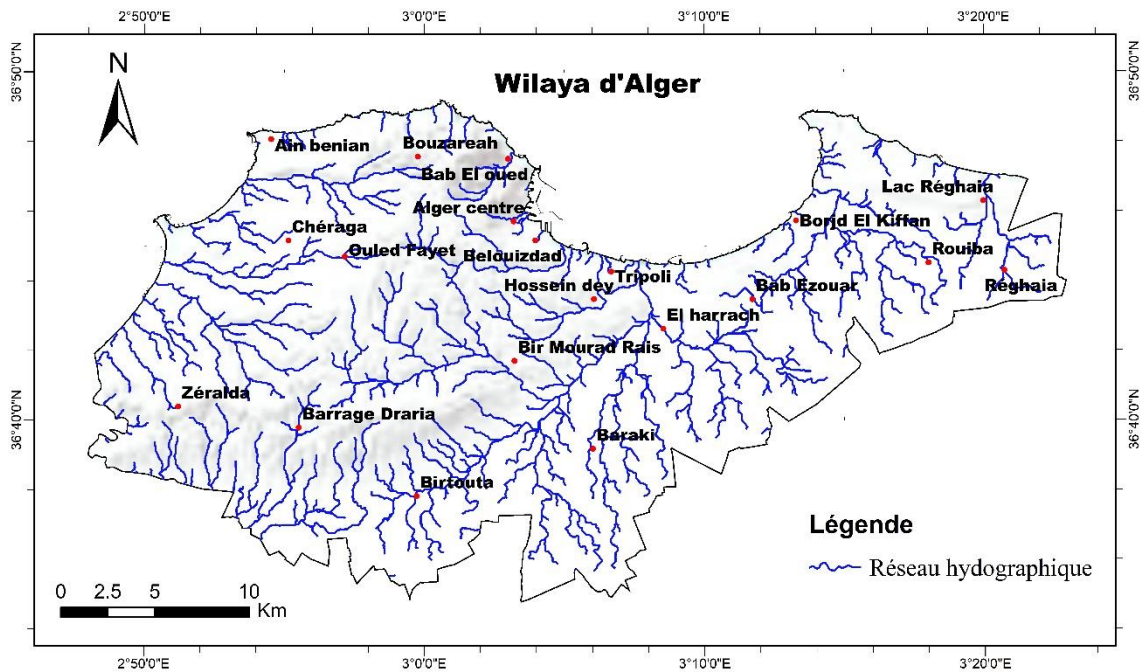 2°50'0"E
3°0'0"E
3°10'0"E
3°20'0"E
36°50'0"N
36°50'0"N
N
Wilaya d'Alger
Ain benian
Bouzareah
Bab El oued
Lac Réghaia
Alger centre
Borjd El Kiffan
Chéraga
Ouled Fayet
Belouizdad
Rouiba
Tripoli
Hossein dey
Bab Ezouar
Réghaia
El harrach
Bir Mourad Rais
Zéralda
Barrage Draria
36°40'0"N
36°40'0"N
Baraki
Birtouta
Légende
Réseau hydographique
0 2.5 5 10
Km
2°50'0"E
3°0'0"E
3°10'0"E
3°20'0"E